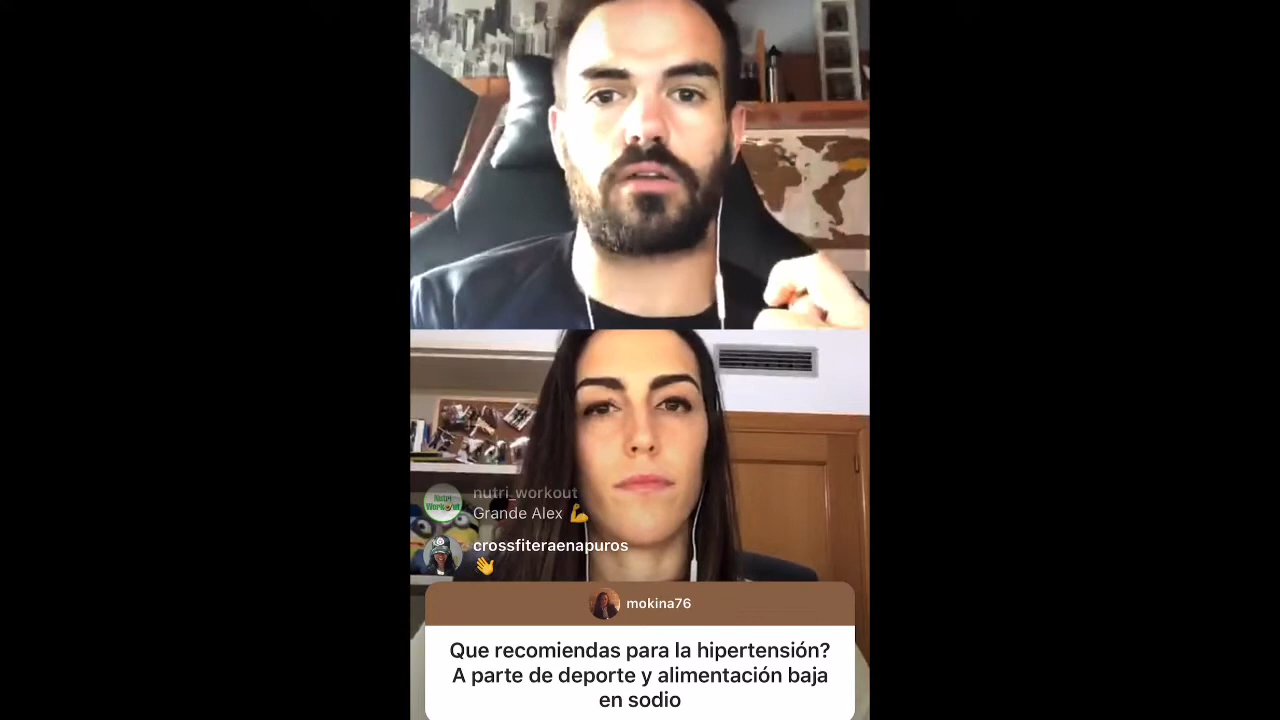 nutri_workout
Grande Alex 💪
crossfiteraenapuros
👋
mokina76
Que recomiendas para la hipertensión?
A parte de deporte y alimentación baja
en sodio